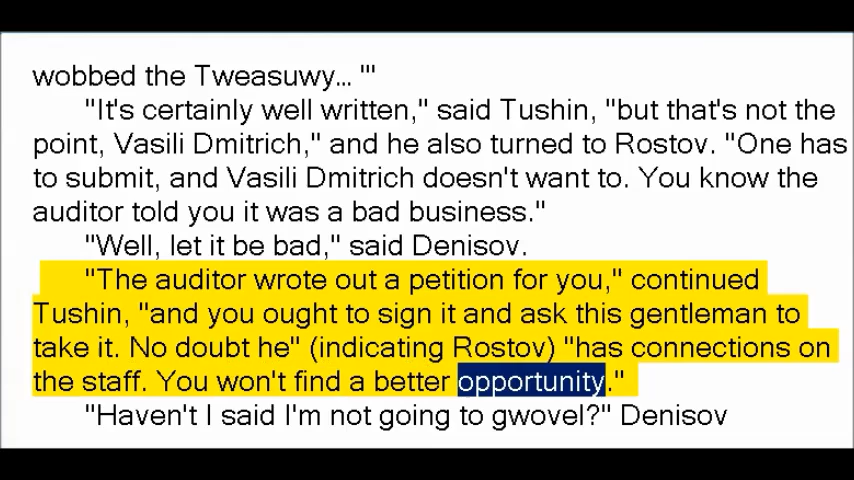 wobbed the Tweasuwy... '"
"It's certainly well written," said Tushin, "but that's not the
point, Vasili Dmitrich," and he also turned to Rostov. "One has
to submit, and Vasili Dmitrich doesn't want to. You know the
auditor told you it was a bad business."
"Well, let it be bad," said Denisov.
"The auditor wrote out a petition for you," continued
Tushin, "and you ought to sign it and ask this gentleman to
take it. No doubt he" (indicating Rostov) "has connections on
the staff. You won't find a better opportunity."
"Haven't I said I'm not going to gwovel?" Denisov